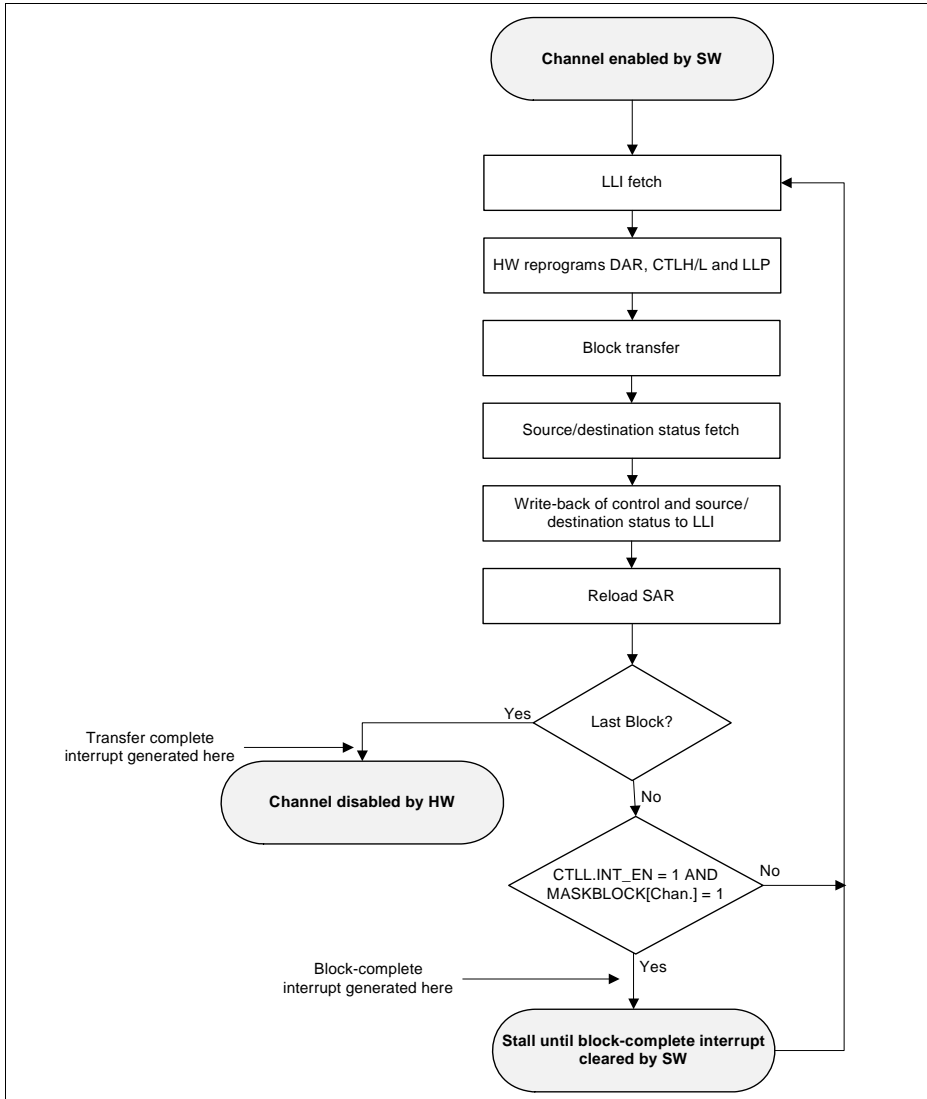 Channel enabled by SW
LLI fetch
HW reprograms DAR, CTLH/L and LLP
Block transfer
Source/destination status fetch
Write-back of control and source/
destination status to LLI
Reload SAR
Last Block?
Yes
Transfer complete
interrupt generated here
Channel disabled by HW
No
CTLL.INT_EN = 1 AND
MASKBLOCK[Chan.] = 1
No
Yes
Block-complete
interrupt generated here
Stall until block-complete interrupt
cleared by SW